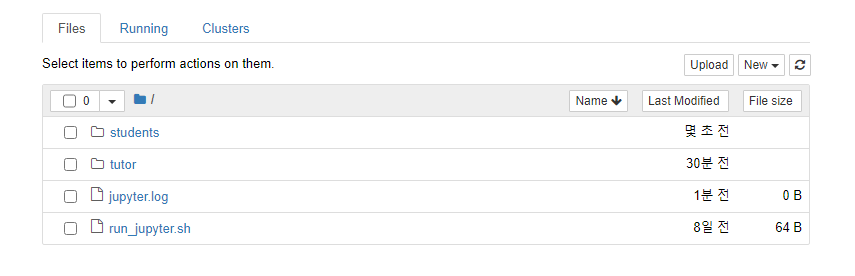 Files Running Clusters
Select items to perform actions on them. Upload New
0 / Name Last Modified File size
students 몇 초 전
tutor 30분 전
jupyter.log 1분 전 0 B
run_jupyter.sh 8일 전 64 B